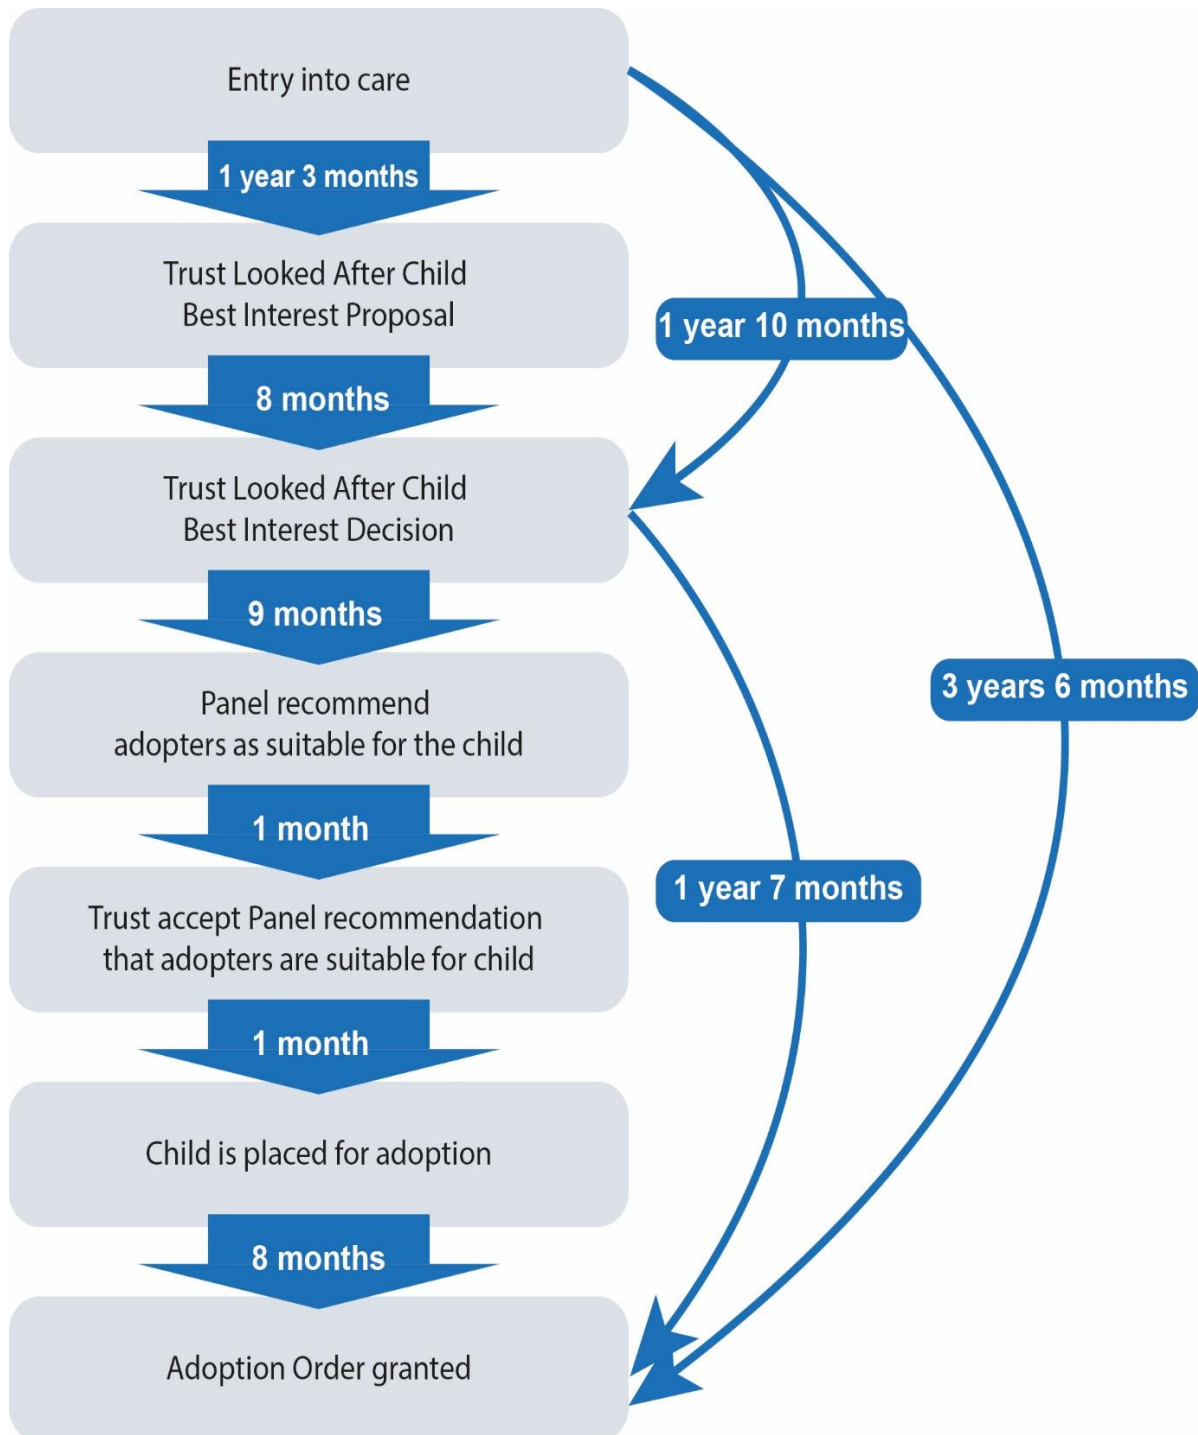 Entry into care
1 year 3 months
Trust Looked After Child
Best Interest Proposal
1 year 10 months
8 months
Trust Looked After Child
Best Interest Decision
9 months
Panel recommend
adopters as suitable for the child
3 years 6 months
1 month
Trust accept Panel recommendation
that adopters are suitable for child
1 year 7 months
1 month
Child is placed for adoption
8 months
Adoption Order granted